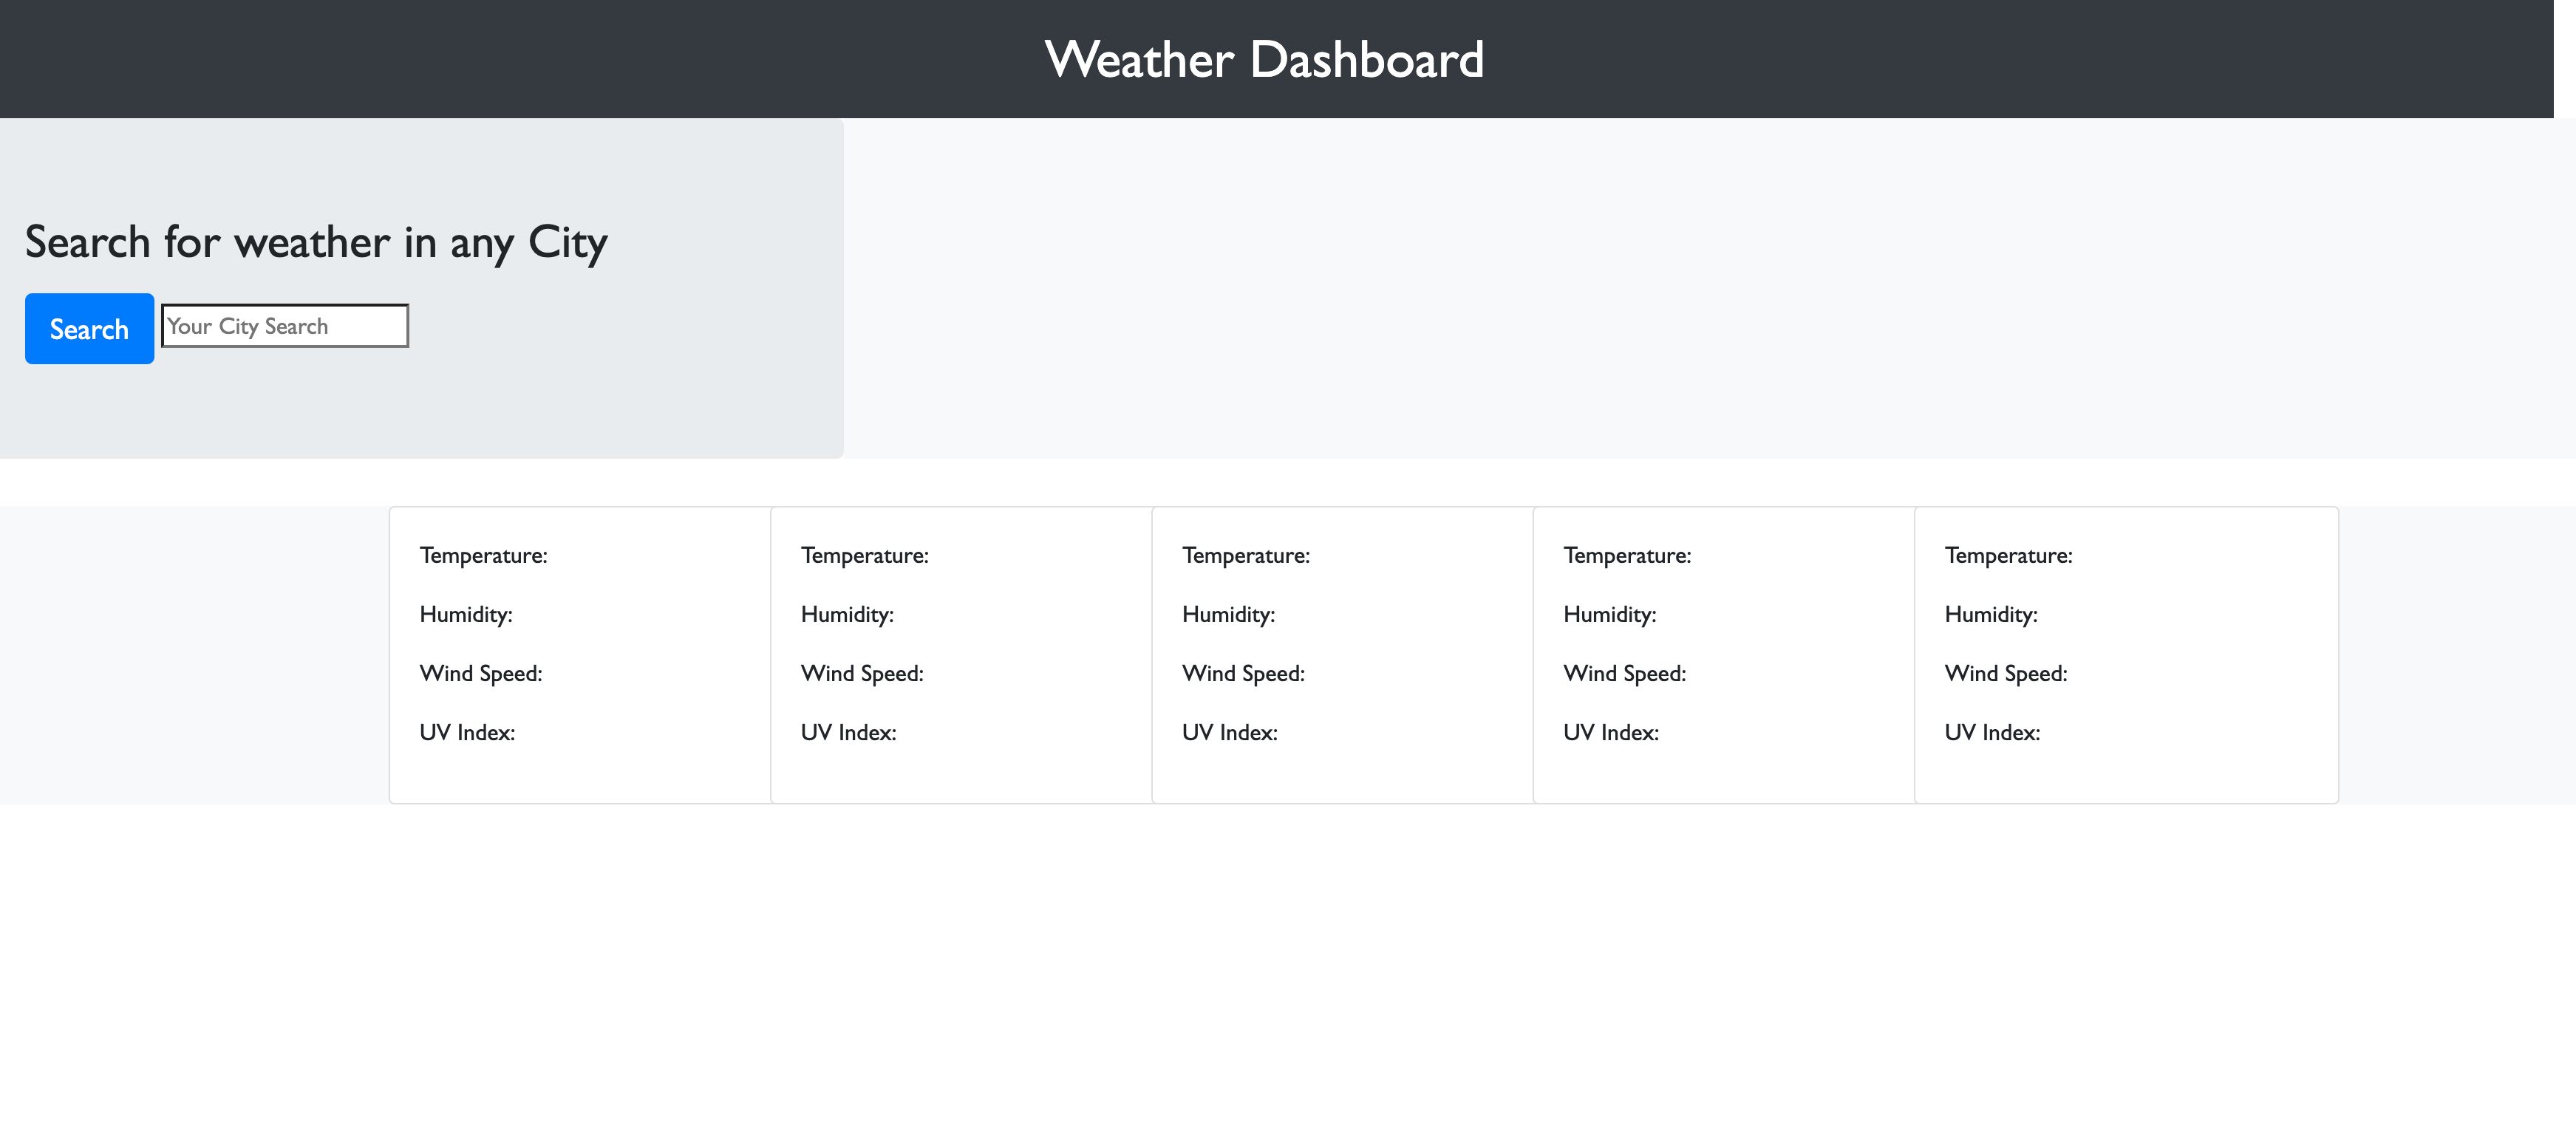 Weather Dashboard
Search for weather in any City
Search
Your City Search
Temperature:
Humidity:
Wind Speed:
UV Index:
Temperature:
Humidity:
Wind Speed:
UV Index:
Temperature:
Humidity:
Wind Speed:
UV Index:
Temperature:
Humidity:
Wind Speed:
UV Index:
Temperature:
Humidity:
Wind Speed:
UV Index: